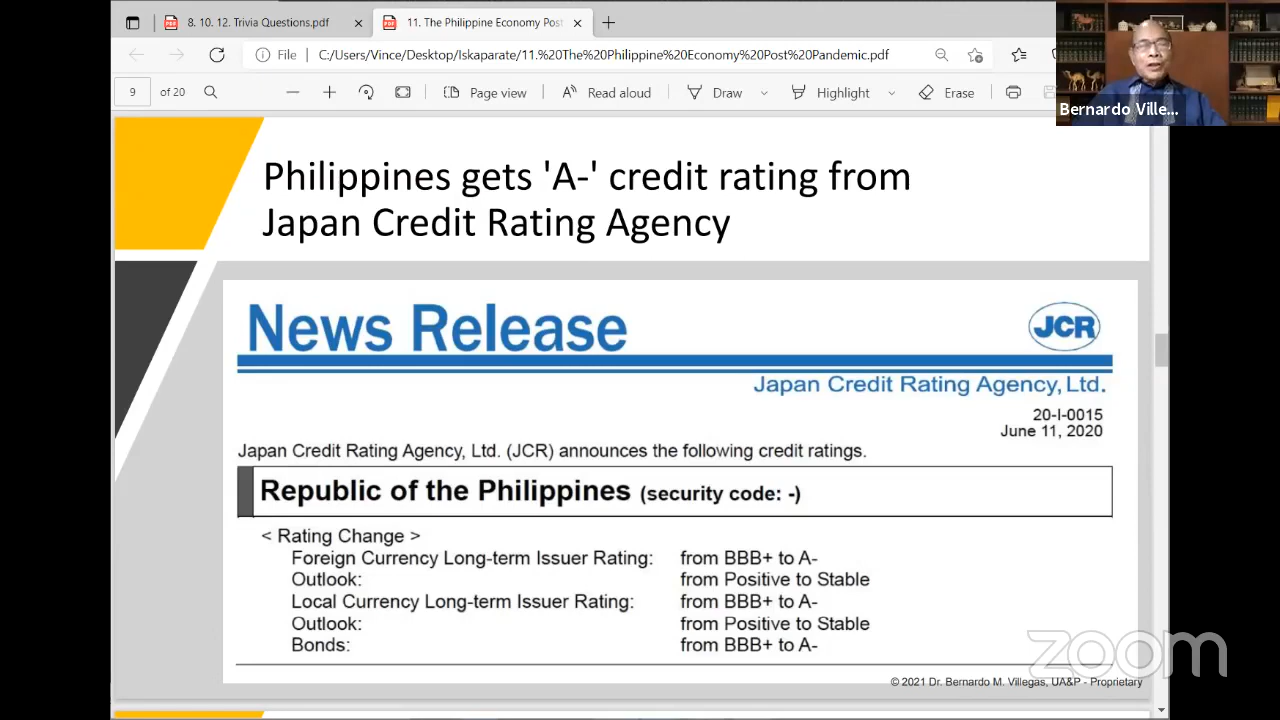 8. 10. 12. Trivia Questions.pdf
11. The Philippine Economy Post
File
C:/Users/Vince/Desktop/Iskaparate/11.%20The%20Philippine%20Economy%20Post%20Pandemic.pdf
9 of 20
Page view
Read aloud
Draw
Highlight
Erase
Bernardo Ville...
Philippines gets 'A-' credit rating from
Japan Credit Rating Agency
News Release
JCR
Japan Credit Rating Agency, Ltd.
20-I-0015
June 11, 2020
Japan Credit Rating Agency, Ltd. (JCR) announces the following credit ratings.
Republic of the Philippines (security code: -)
< Rating Change >
Foreign Currency Long-term Issuer Rating: from BBB+ to A-
Outlook: from Positive to Stable
Local Currency Long-term Issuer Rating: from BBB+ to A-
Outlook: from Positive to Stable
Bonds: from BBB+ to A-
zoom
© 2021 Dr. Bernardo M. Villegas, UA&P - Proprietary